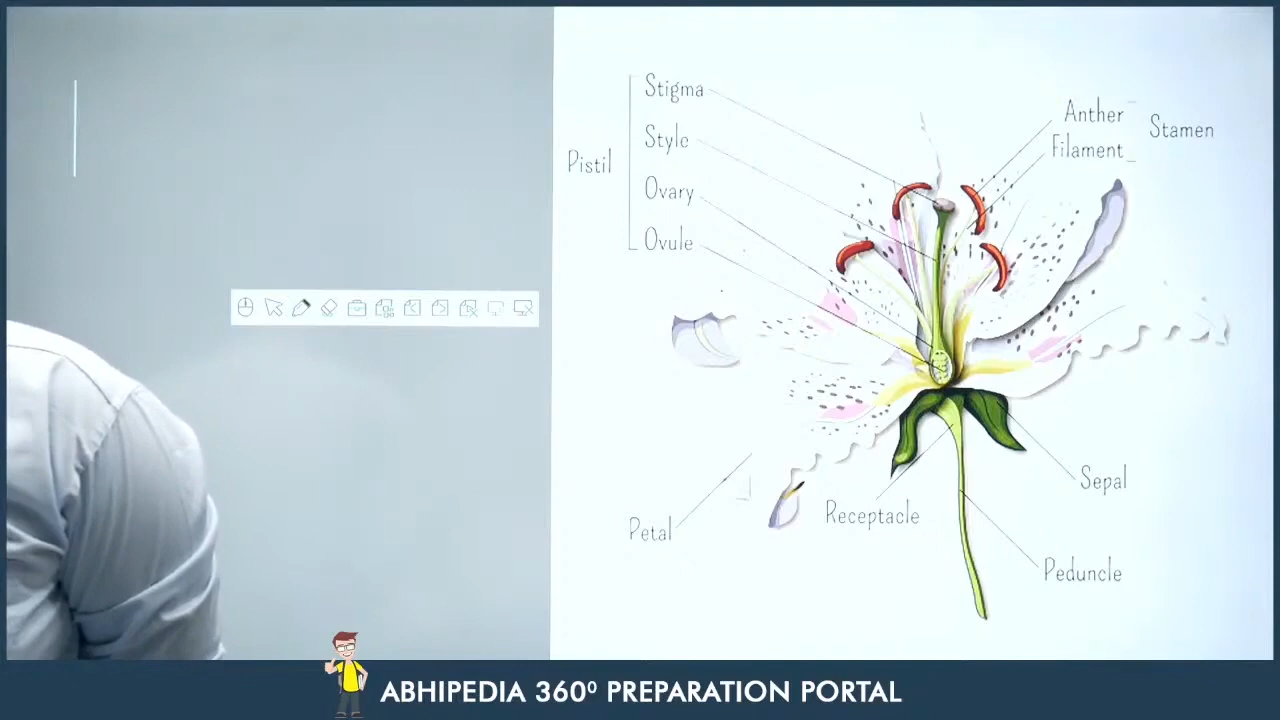 Stigma
Style
Pistil
Ovary
Ovule
Anther
Filament
Stamen
Sepal
Receptacle
Petal
Peduncle
ABHIPEDIA 360⁰ PREPARATION PORTAL